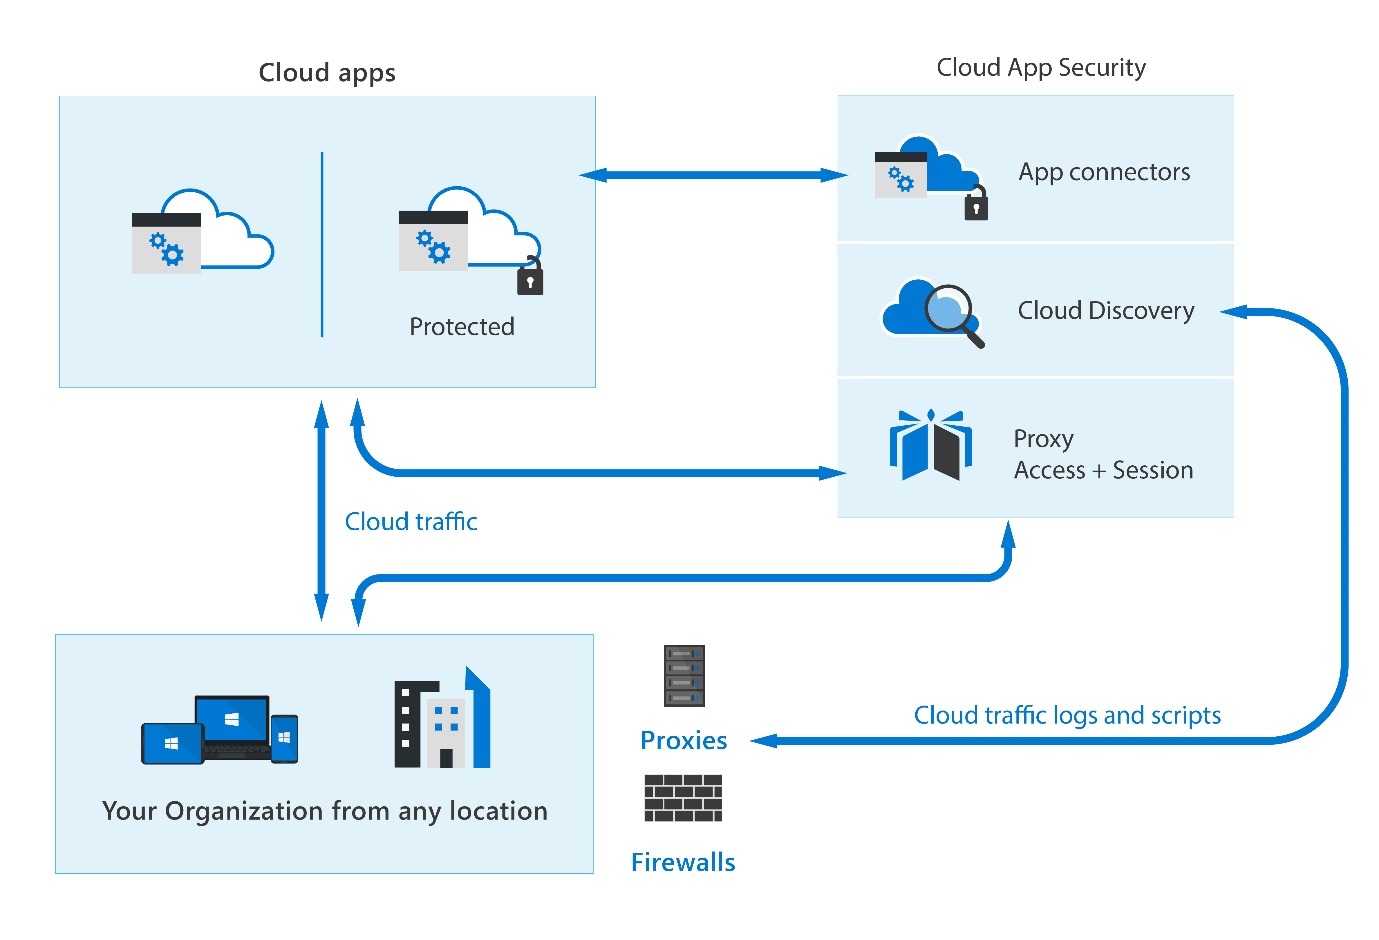 Cloud apps
Cloud App Security
App connectors
Cloud Discovery
Protected
Proxy
Access + Session
Cloud traffic
Cloud traffic logs and scripts
Proxies
Your Organization from any location
Firewalls